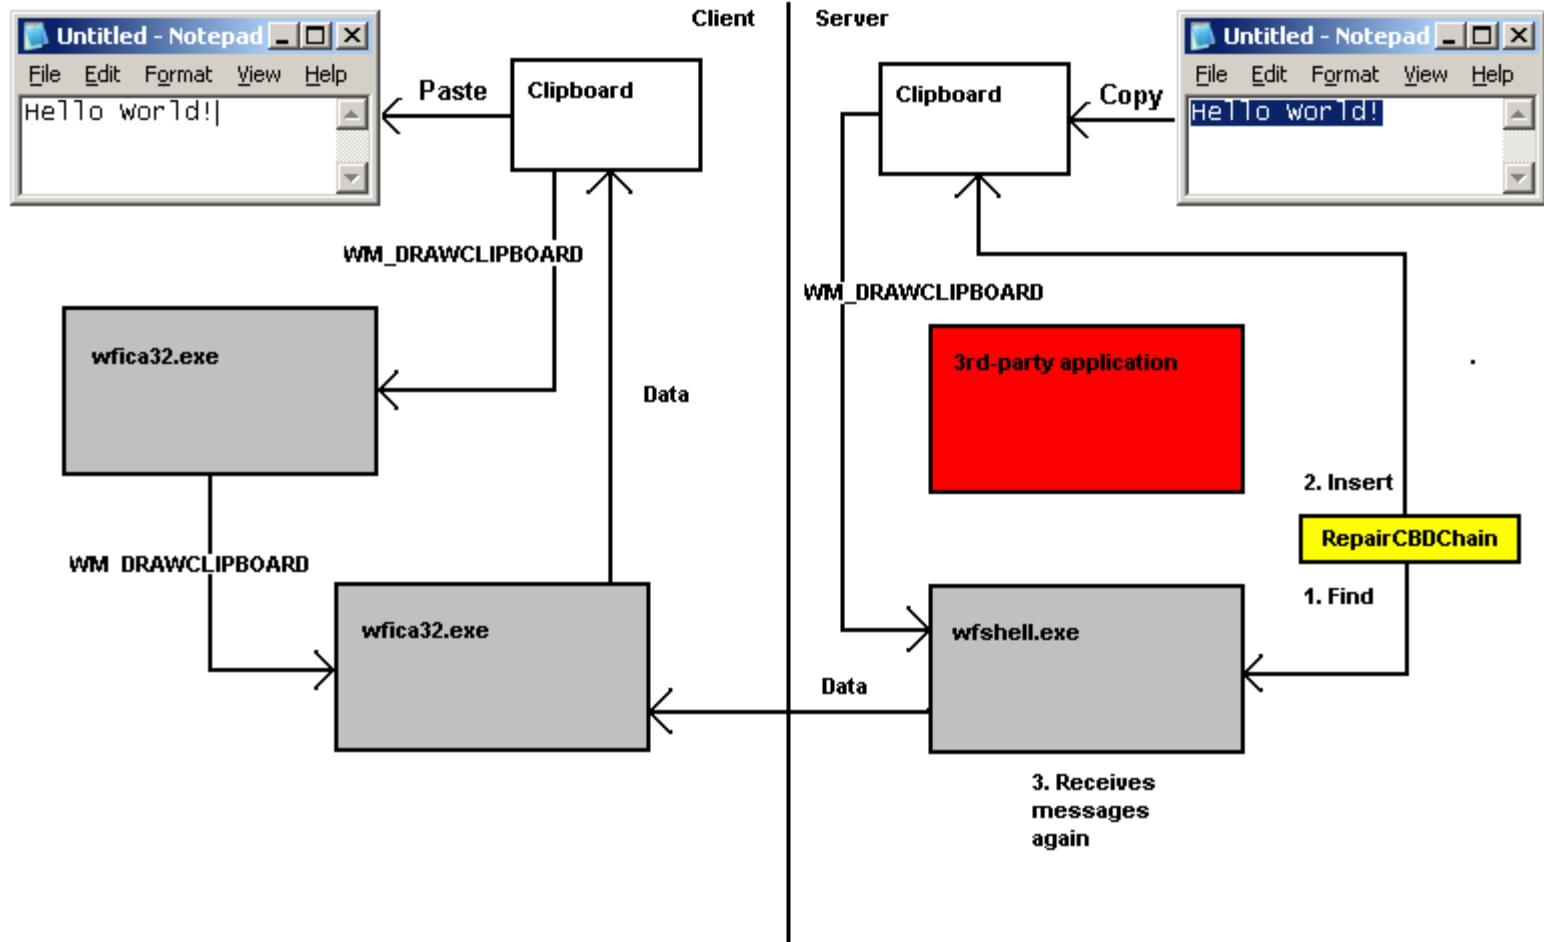 Client
Server
Untitled - Notepad
File Edit Format View Help
Hello world!
Paste
Clipboard
Clipboard
Copy
Untitled - Notepad
File Edit Format View Help
Hello world!
WM_DRAWCLIPBOARD
WM_DRAWCLIPBOARD
wfica32.exe
Data
3rd-party application
2. Insert
RepairCBDChain
1. Find
WM_DRAWCLIPBOARD
wfica32.exe
wfshell.exe
Data
3. Receives
messages
again